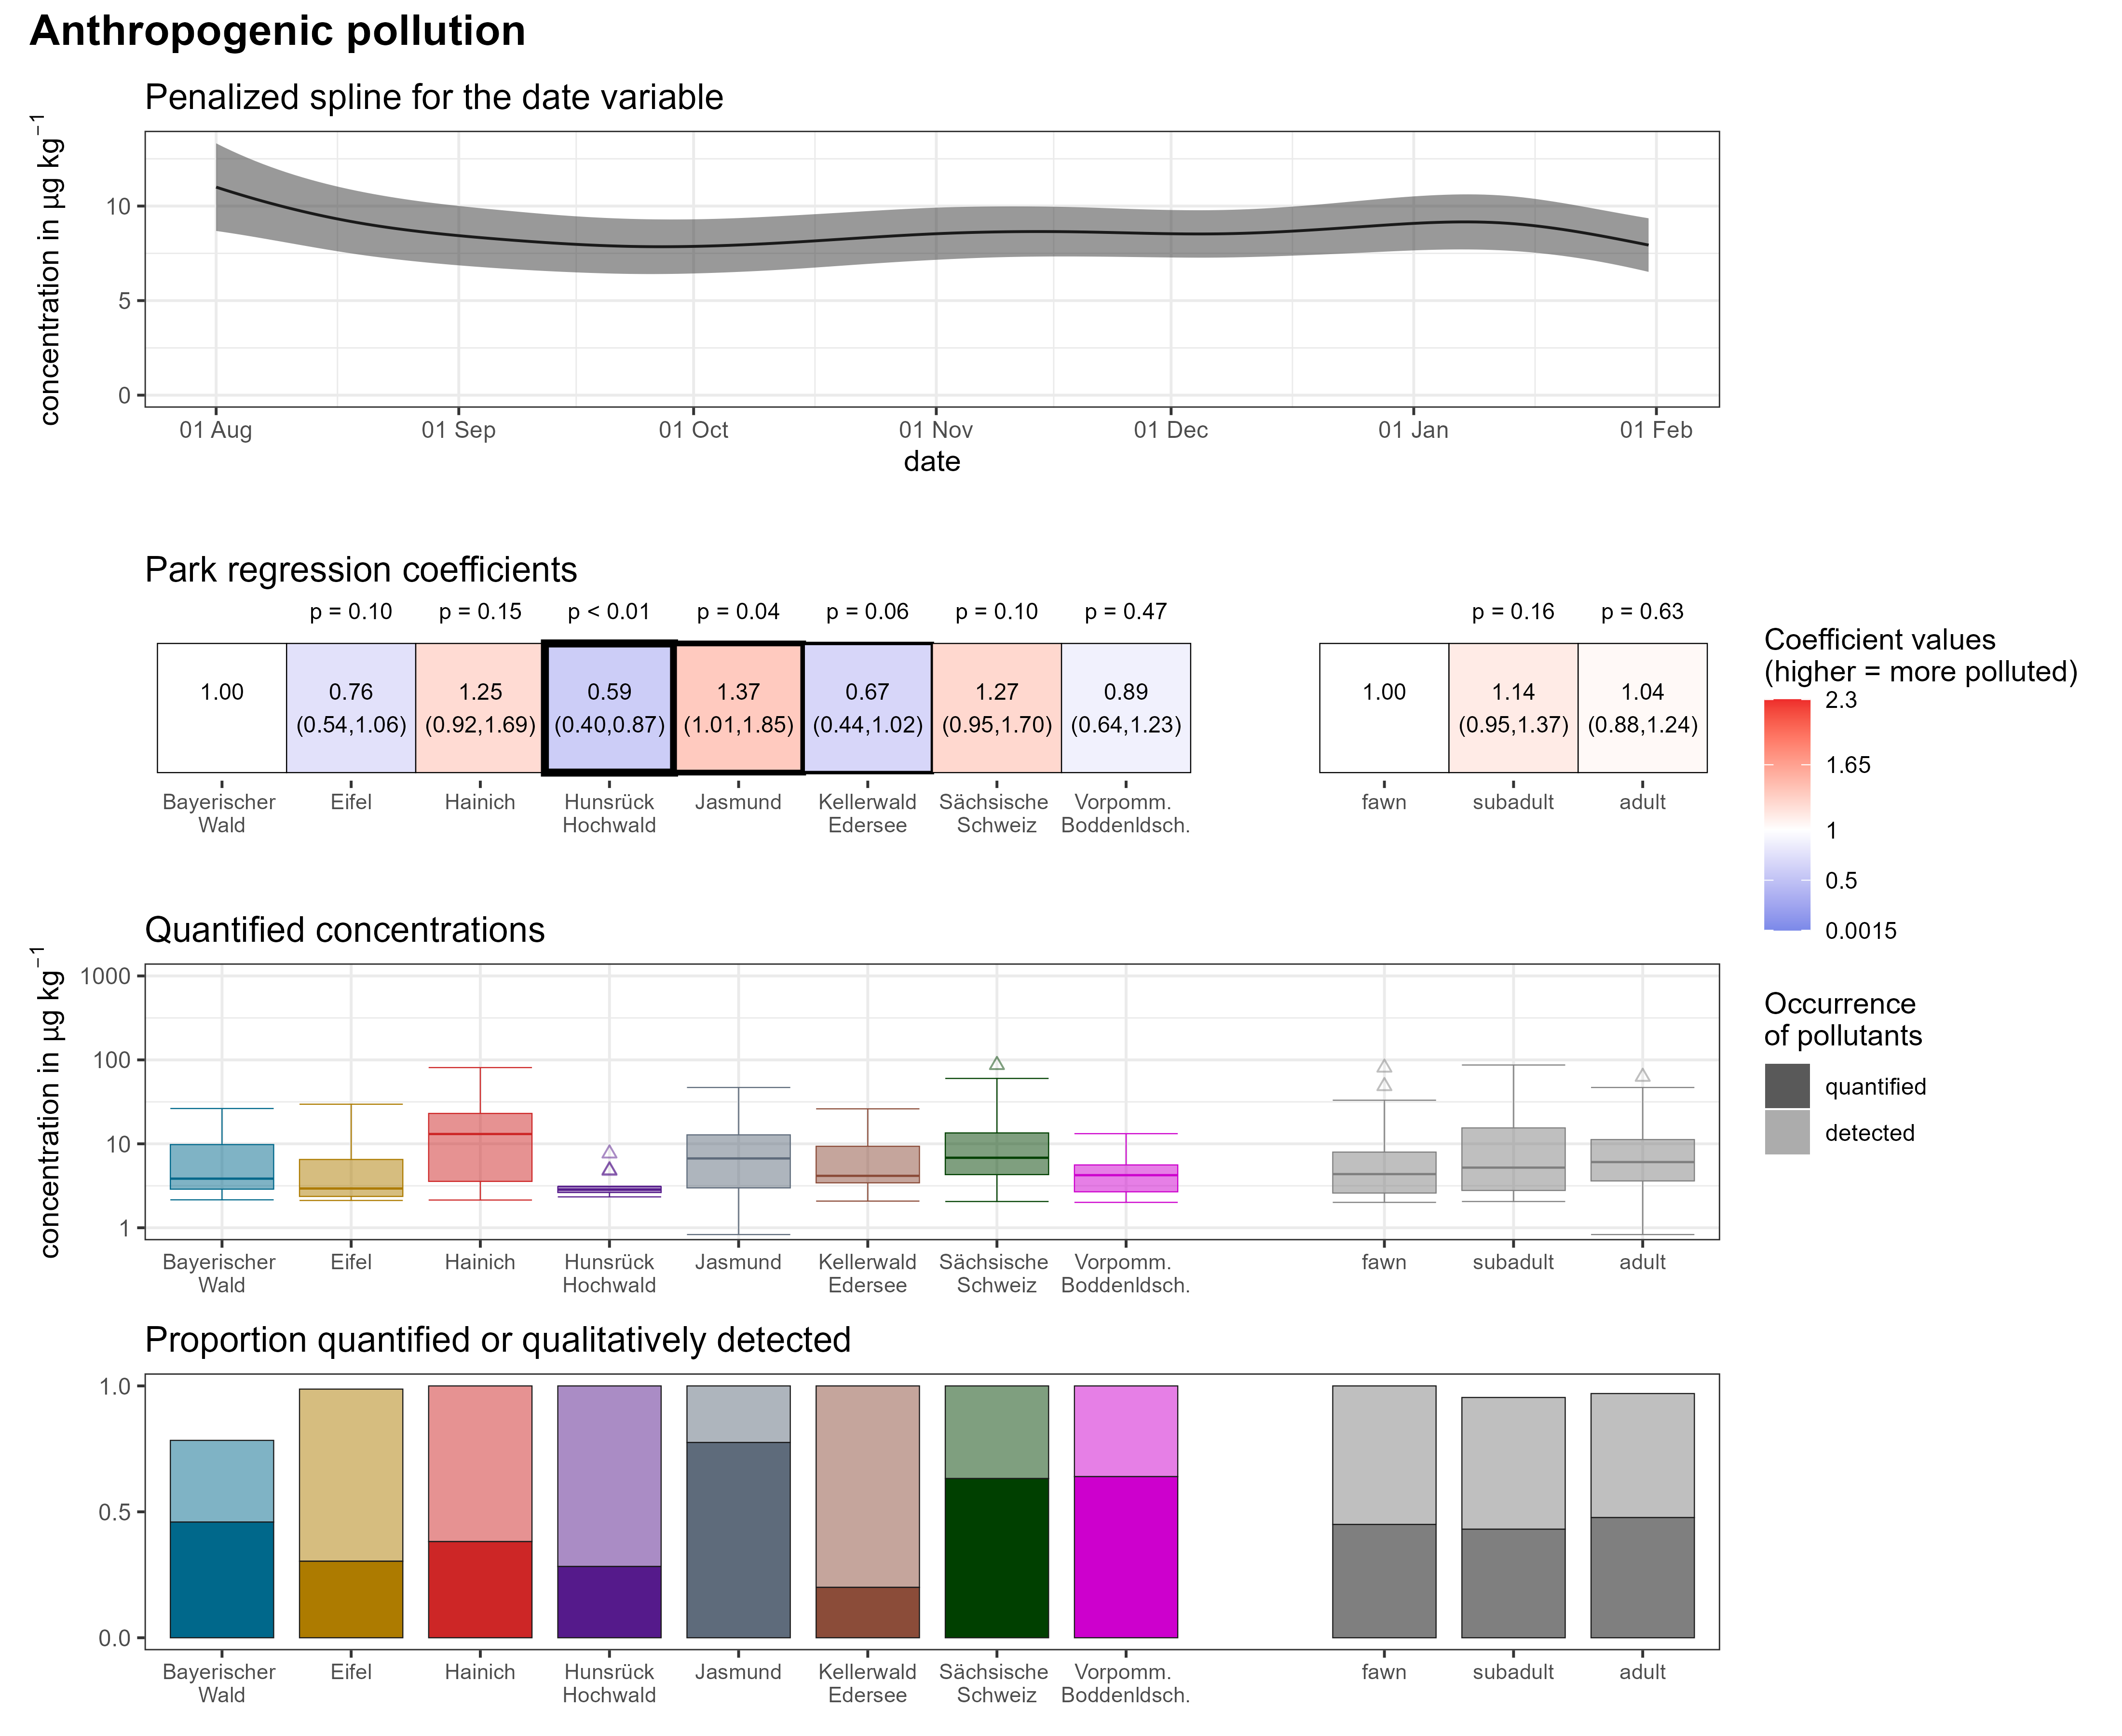 Anthropogenic pollution
Penalized spline for the date variable
concentration in µg kg⁻¹
10
5
0
01 Aug 01 Sep 01 Oct 01 Nov 01 Dec 01 Jan 01 Feb
date
Park regression coefficients
p = 0.10 p = 0.15 p < 0.01 p = 0.04 p = 0.06 p = 0.10 p = 0.47 p = 0.16 p = 0.63
1.00 0.76 1.25 0.59 1.37 0.67 1.27 0.89 1.00 1.14 1.04
(0.54,1.06) (0.92,1.69) (0.40,0.87) (1.01,1.85) (0.44,1.02) (0.95,1.70) (0.64,1.23) (0.95,1.37) (0.88,1.24)
Bayerischer Eifel Hainich Hunsrück Jasmund Kellerwald Sächsische Vorpomm. fawn subadult adult
Wald Hochwald Edersee Schweiz Boddenldsch.
Coefficient values
(higher = more polluted)
2.3
1.65
1
0.5
0.0015
Quantified concentrations
concentration in µg kg⁻¹
1000
100
10
1
Bayerischer Eifel Hainich Hunsrück Jasmund Kellerwald Sächsische Vorpomm. fawn subadult adult
Wald Hochwald Edersee Schweiz Boddenldsch.
Occurrence
of pollutants
quantified
detected
Proportion quantified or qualitatively detected
1.0
0.5
0.0
Bayerischer Eifel Hainich Hunsrück Jasmund Kellerwald Sächsische Vorpomm. fawn subadult adult
Wald Hochwald Edersee Schweiz Boddenldsch.